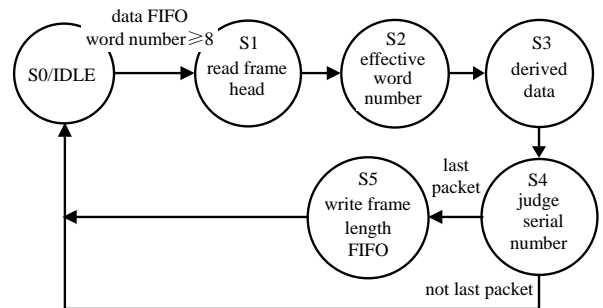 data FIFO
word number≥8
S0/IDLE
S1
read frame
head
S2
effective
word
number
S3
derived
data
S4
judge
serial
number
last
packet
S5
write frame
length
FIFO
not last packet